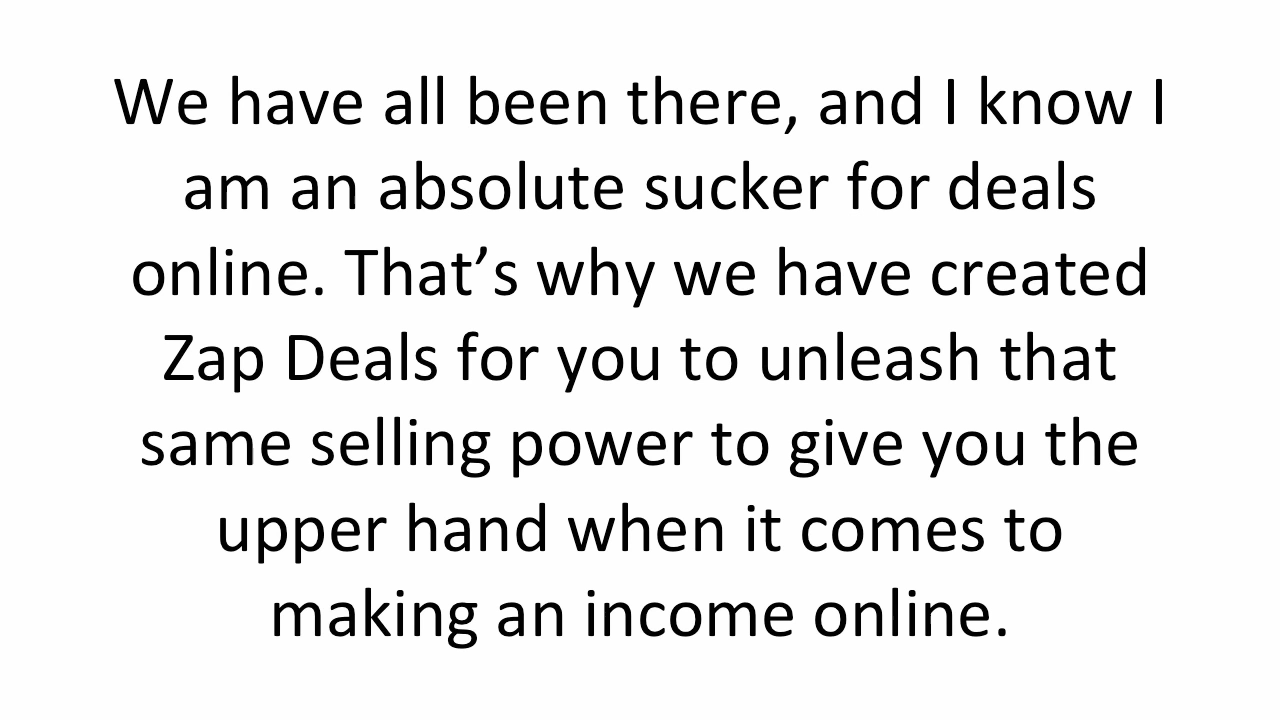 We have all been there, and I know I
am an absolute sucker for deals
online. That’s why we have created
Zap Deals for you to unleash that
same selling power to give you the
upper hand when it comes to
making an income online.